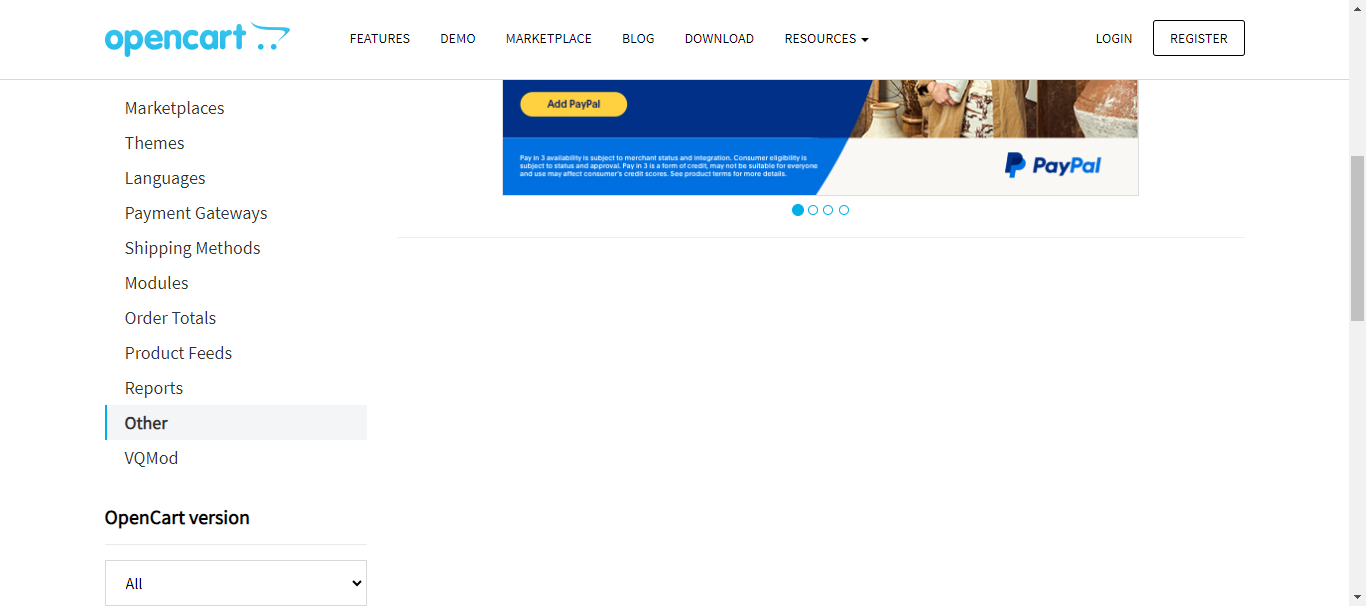 opencart
FEATURES
DEMO
MARKETPLACE
BLOG
DOWNLOAD
RESOURCES
LOGIN
REGISTER
Marketplaces
Themes
Languages
Payment Gateways
Shipping Methods
Modules
Order Totals
Product Feeds
Reports
Other
VQMod
OpenCart version
All
Add PayPal
Pay in 3 availability is subject to merchant status and integration. Consumer eligibility is
subject to status and approval. Pay in 3 is a form of credit, may not be suitable for everyone
and use may affect consumer's credit scores. See product terms for more details.
PayPal